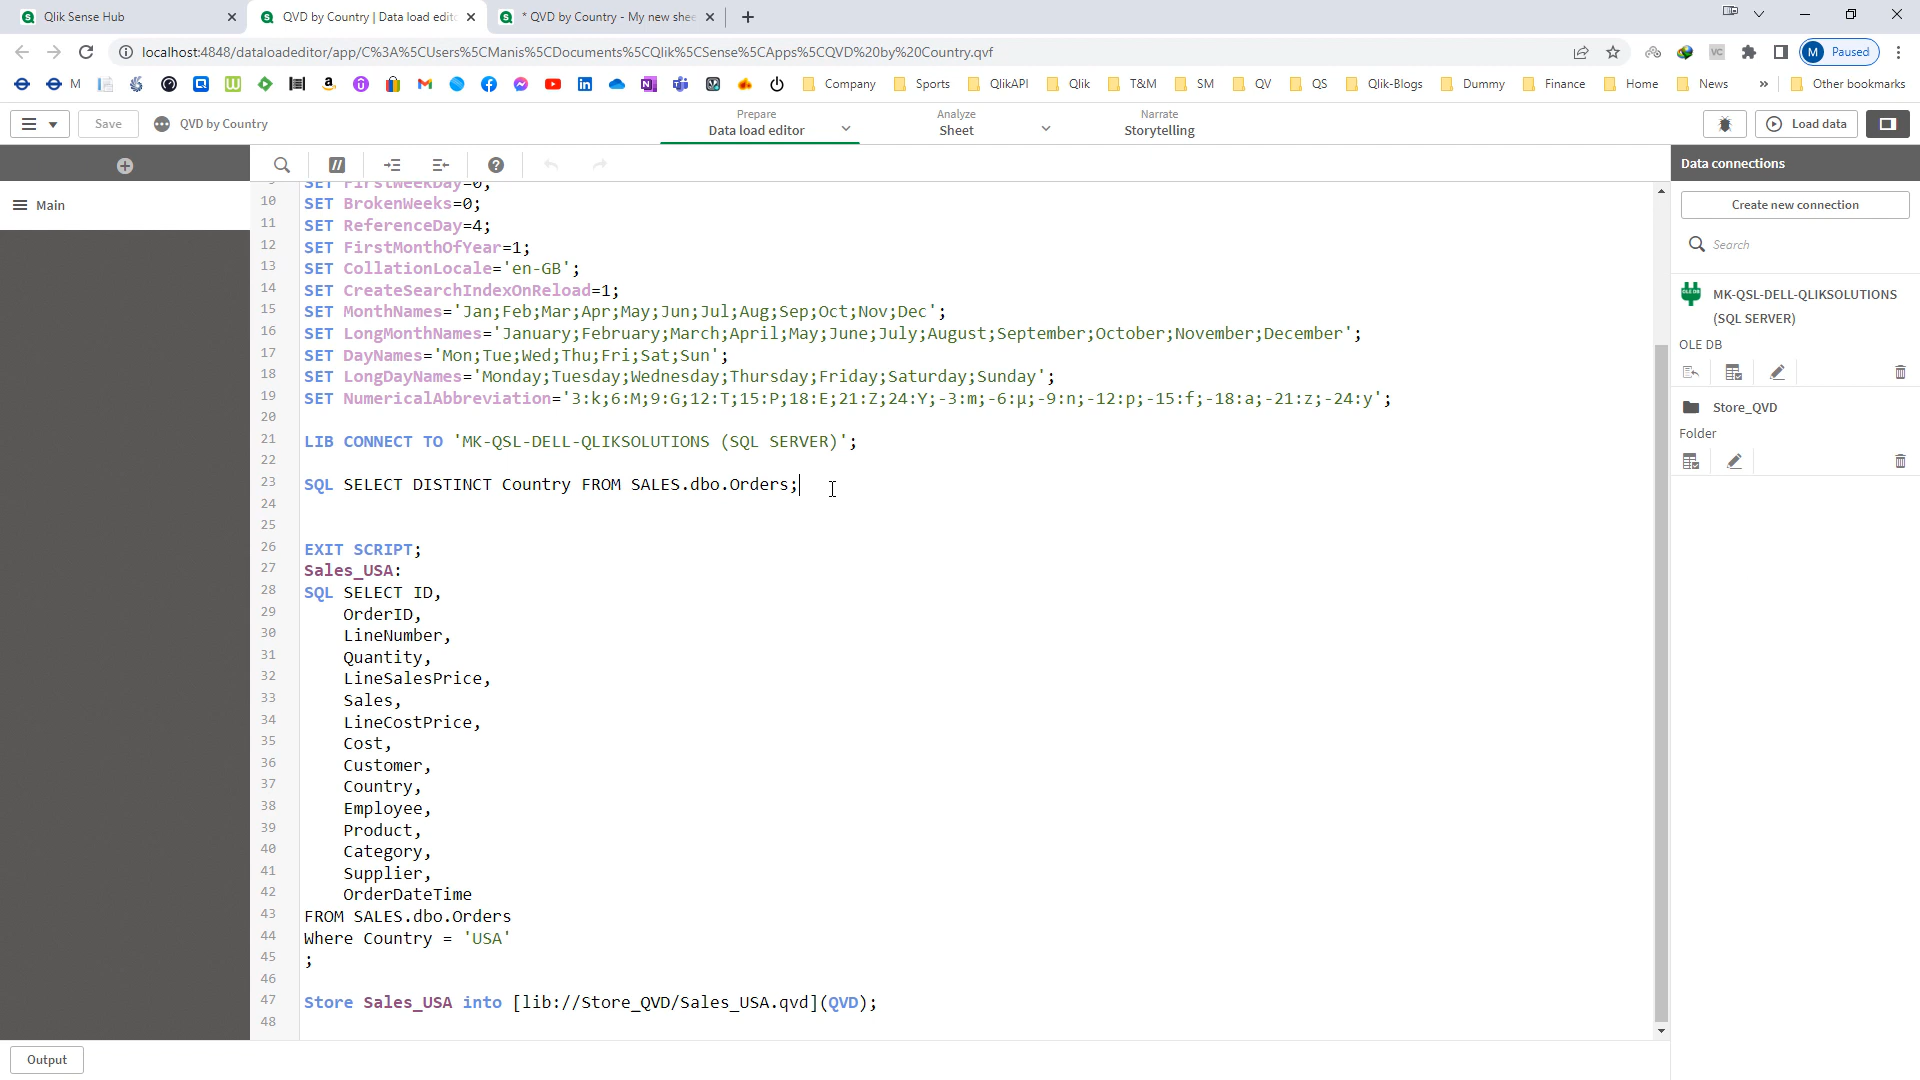 Qlik Sense Hub
QVD by Country | Data load edito
* QVD by Country - My new shee
localhost:4848/dataloadeditor/app/C%3A%5CUsers%5CManis%5CDocuments%5CQlik%5CSense%5CApps%5CQVD%20by%20Country.qvf
VC
M Paused
M
Company
Sports
QlikAPI
Qlik
T&M
SM
QV
QS
Qlik-Blogs
Dummy
Finance
Home
News
»
Other bookmarks
Save
QVD by Country
Prepare
Data load editor
Analyze
Sheet
Narrate
Storytelling
Load data
Main
Data connections
Create new connection
Search
MK-QSL-DELL-QLIKSOLUTIONS
(SQL SERVER)
OLE DB
Store_QVD
Folder
9 SET FirstWeekDay=0;
10 SET BrokenWeeks=0;
11 SET ReferenceDay=4;
12 SET FirstMonthOfYear=1;
13 SET CollationLocale='en-GB';
14 SET CreateSearchIndexOnReload=1;
15 SET MonthNames='Jan;Feb;Mar;Apr;May;Jun;Jul;Aug;Sep;Oct;Nov;Dec';
16 SET LongMonthNames='January;February;March;April;May;June;July;August;September;October;November;December';
17 SET DayNames='Mon;Tue;Wed;Thu;Fri;Sat;Sun';
18 SET LongDayNames='Monday;Tuesday;Wednesday;Thursday;Friday;Saturday;Sunday';
19 SET NumericalAbbreviation='3:k;6:M;9:G;12:T;15:P;18:E;21:Z;24:Y;-3:m;-6:μ;-9:n;-12:p;-15:f;-18:a;-21:z;-24:y';
20
21 LIB CONNECT TO 'MK-QSL-DELL-QLIKSOLUTIONS (SQL SERVER)';
22
23 SQL SELECT DISTINCT Country FROM SALES.dbo.Orders;
24
25
26 EXIT SCRIPT;
27 Sales_USA:
28 SQL SELECT ID,
29 OrderID,
30 LineNumber,
31 Quantity,
32 LineSalesPrice,
33 Sales,
34 LineCostPrice,
35 Cost,
36 Customer,
37 Country,
38 Employee,
39 Product,
40 Category,
41 Supplier,
42 OrderDateTime
43 FROM SALES.dbo.Orders
44 Where Country = 'USA'
45 ;
46
47 Store Sales_USA into [lib://Store_QVD/Sales_USA.qvd](QVD);
48
Output